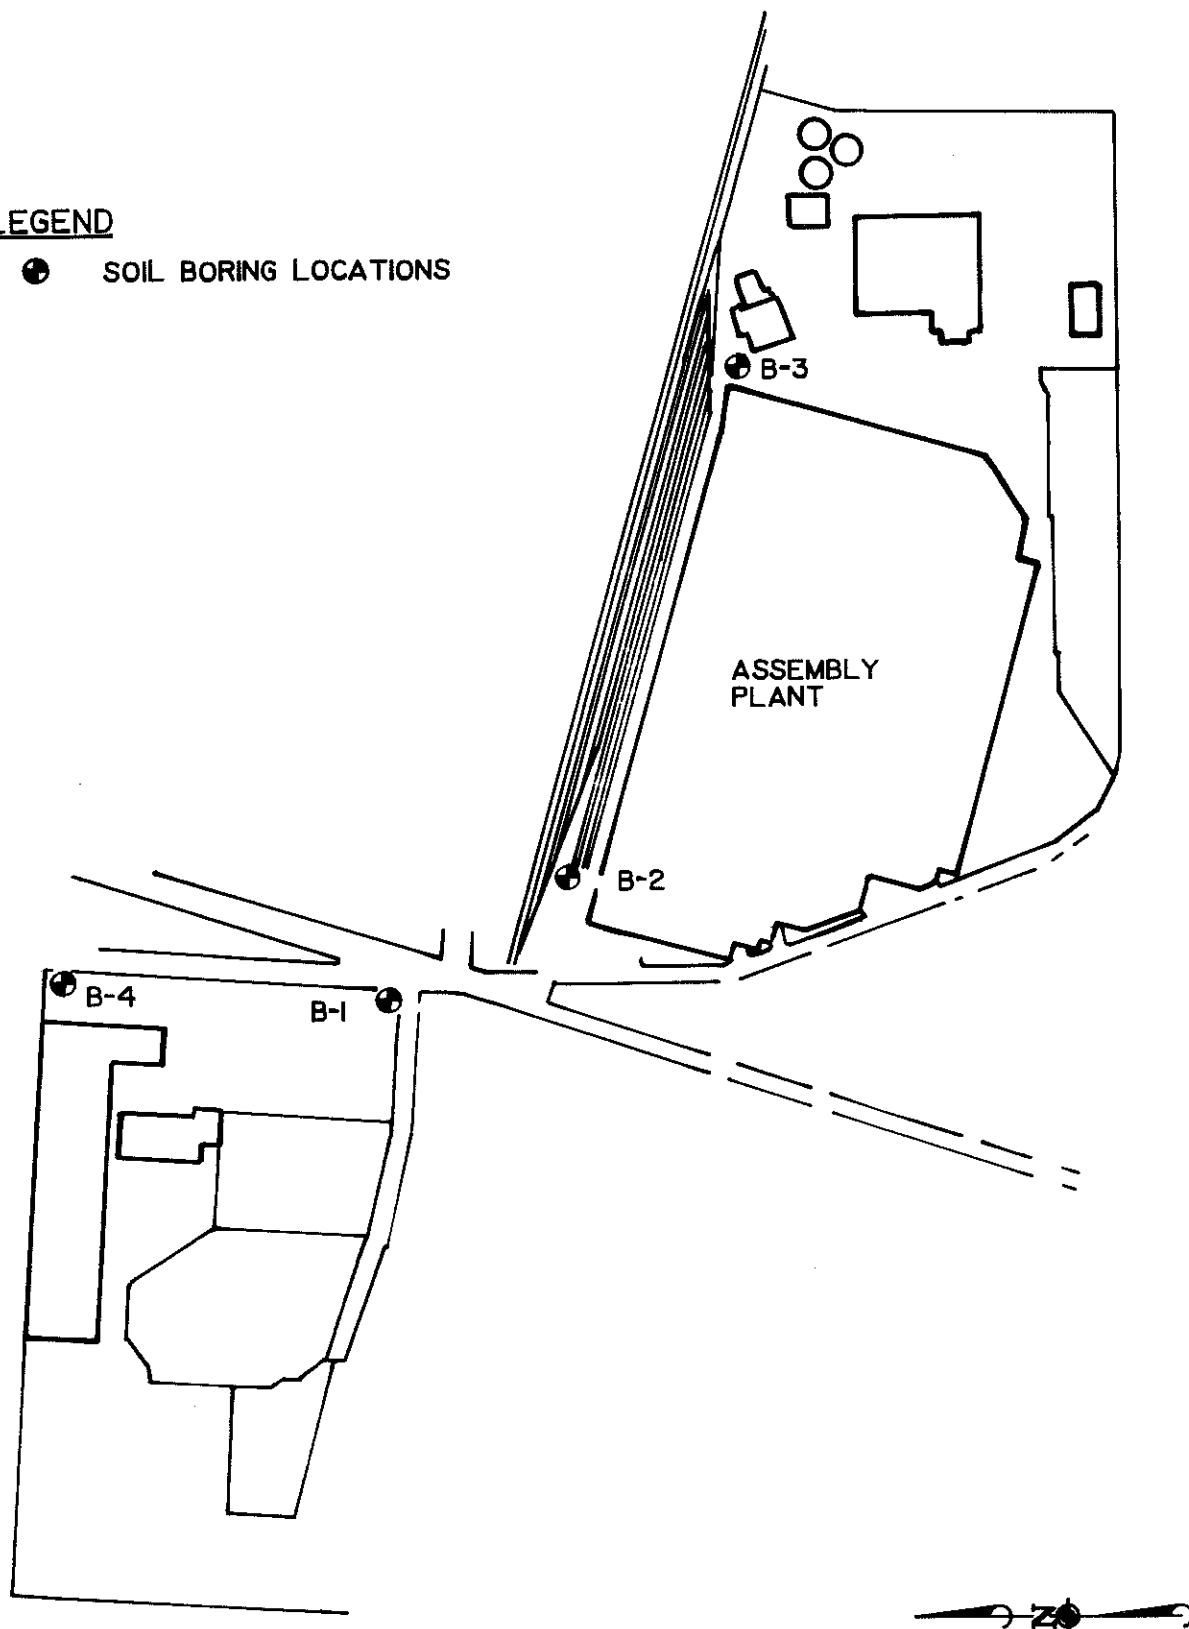 LEGEND
SOIL BORING LOCATIONS
B-3
ASSEMBLY
PLANT
B-2
B-4
B-1
N